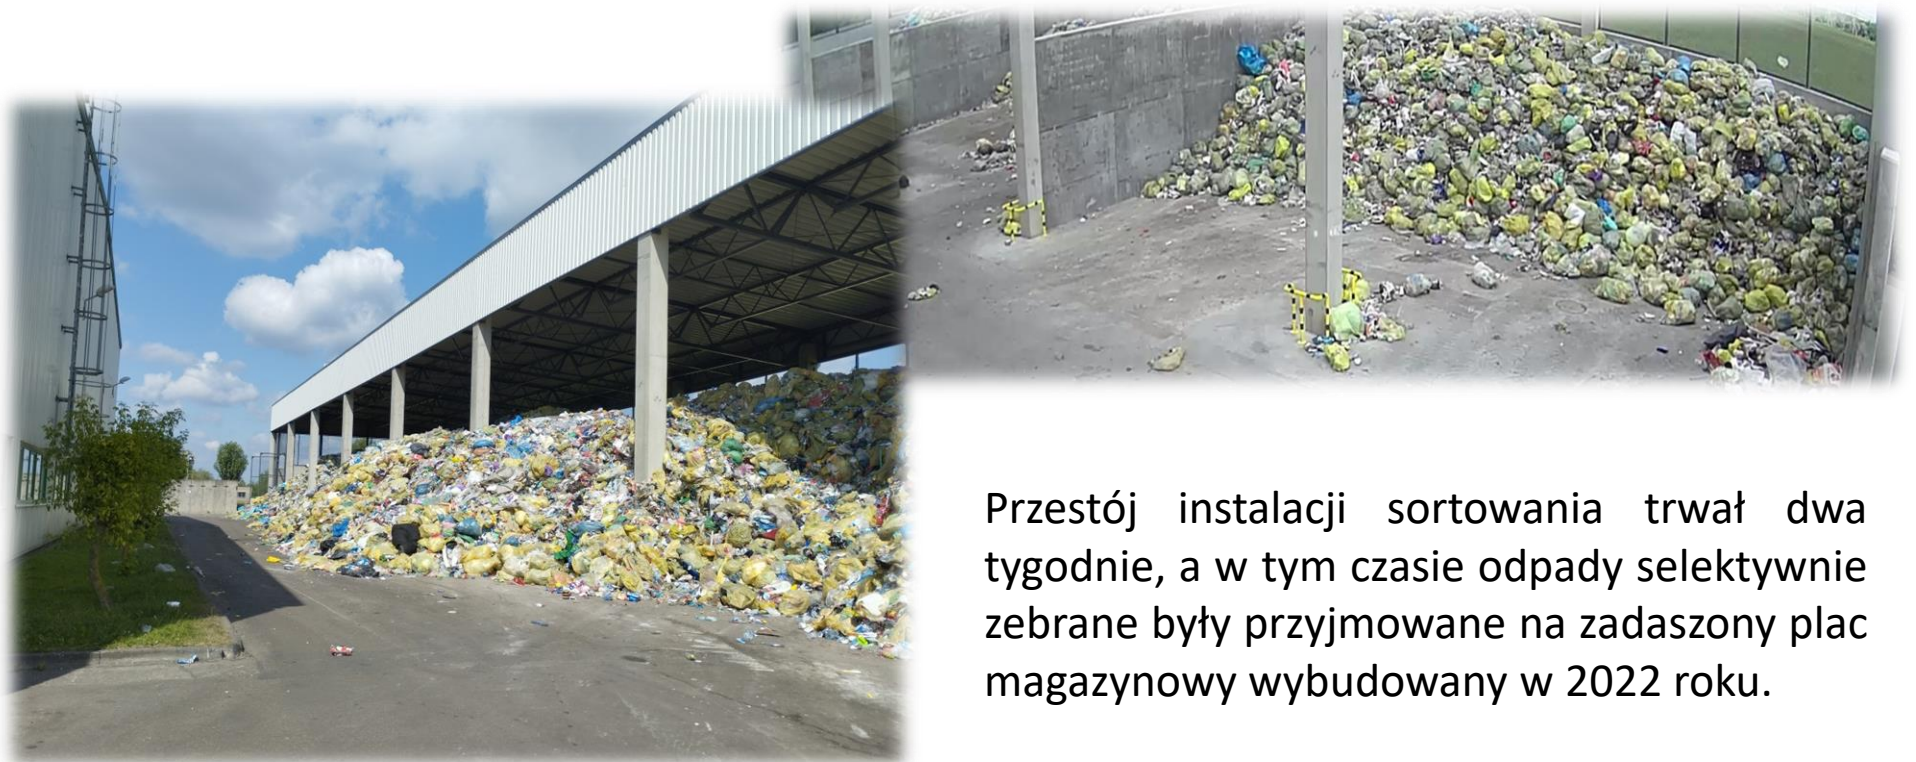 Przestój instalacji sortowania trwał dwa
tygodnie, a w tym czasie odpady selektywnie
zebrane były przyjmowane na zadaszony plac
magazynowy wybudowany w 2022 roku.